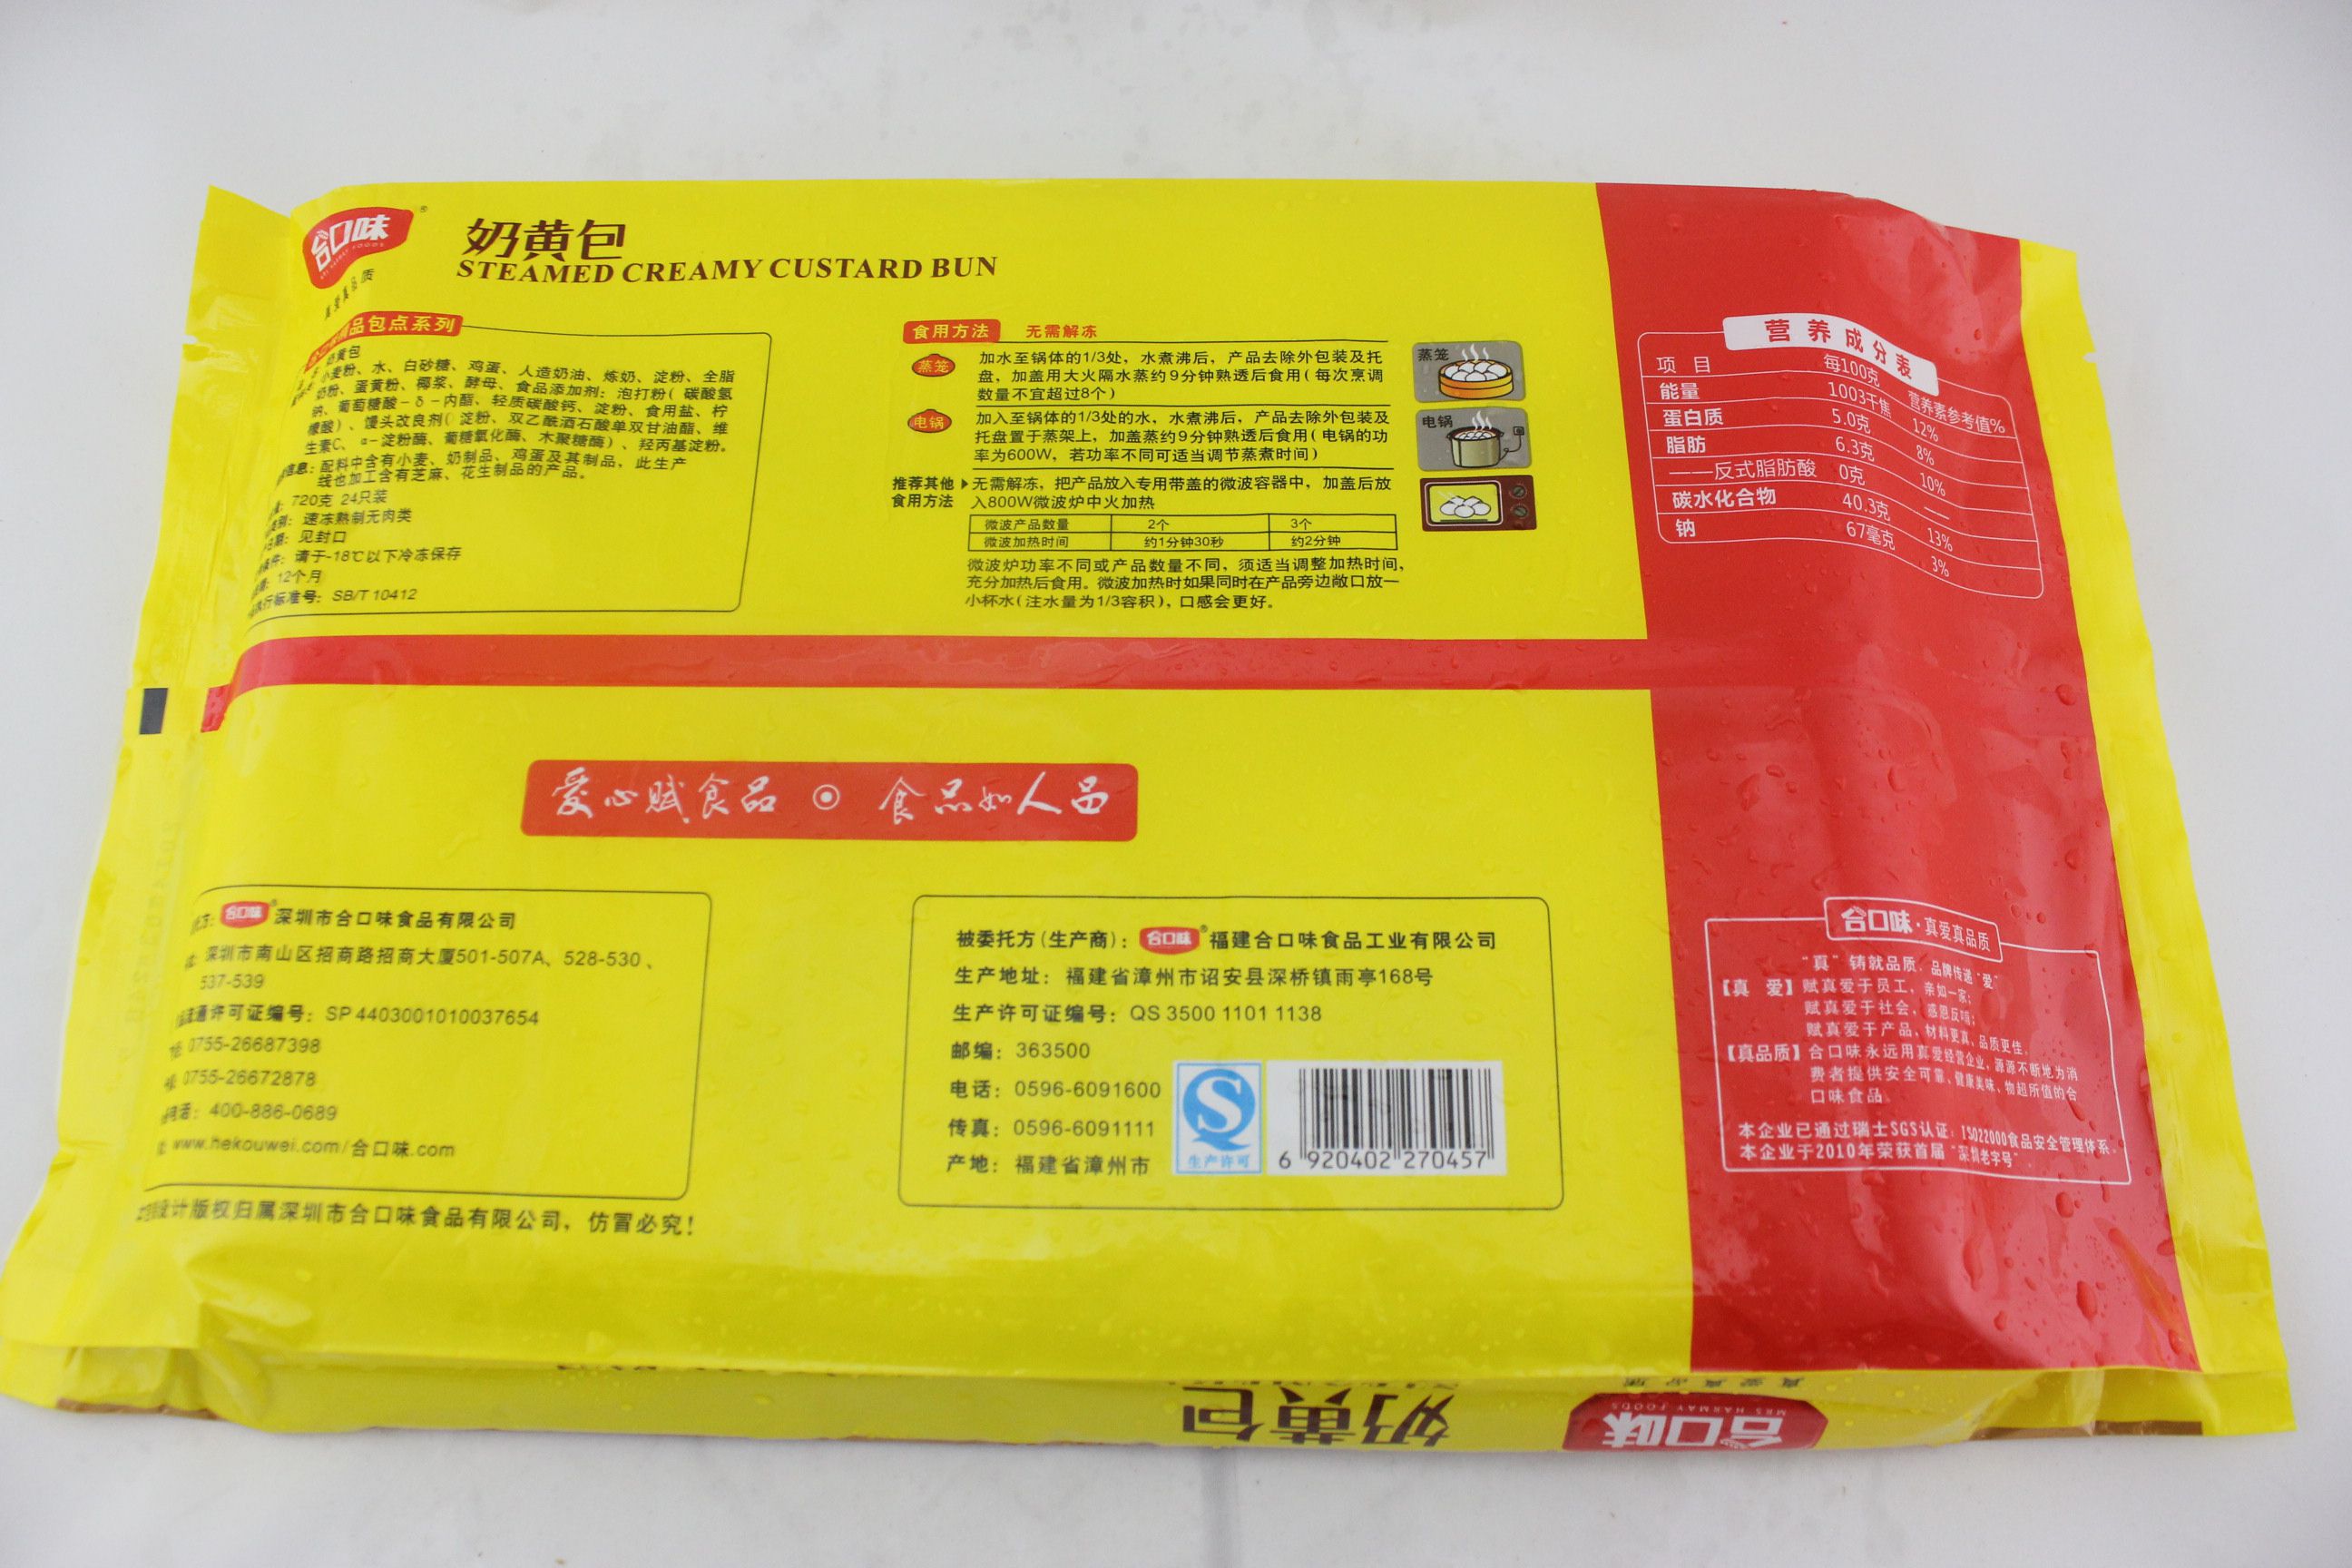 合口味®
真爱真品质
奶黄包
STEAMED CREAMY CUSTARD BUN
品包点系列
奶黄包
小麦粉、水、白砂糖、鸡蛋、人造奶油、炼奶、淀粉、全脂
奶粉、蛋黄粉、椰浆、酵母、食品添加剂：泡打粉（碳酸氢
钠、葡萄糖酸-δ-内酯、轻质碳酸钙、淀粉、食用盐、柠
檬酸）、馒头改良剂（淀粉、双乙酰酒石酸单双甘油酯、维
生素C、α-淀粉酶、葡糖氧化酶、木聚糖酶）、羟丙基淀粉。
信息：配料中含有小麦、奶制品、鸡蛋及其制品，此生产
线也加工含有芝麻、花生制品的产品。
720克 24只装
类别：速冻熟制无肉类
期：见封口
条件：请于-18℃以下冷冻保存
期：12个月
执行标准号：SB/T 10412
食用方法 无需解冻
蒸笼 加水至锅体的1/3处，水煮沸后，产品去除外包装及托
盘，加盖用大火隔水蒸约9分钟熟透后食用（每次烹调
数量不宜超过8个）
蒸笼
电锅 加入至锅体的1/3处的水，水煮沸后，产品去除外包装及
托盘置于蒸架上，加盖蒸约9分钟熟透后食用（电锅的功
率为600W，若功率不同可适当调节蒸煮时间）
电锅
推荐其他 无需解冻，把产品放入专用带盖的微波容器中，加盖后放
食用方法 入800W微波炉中火加热
微波产品数量 2个 3个
微波加热时间 约1分钟30秒 约2分钟
微波炉功率不同或产品数量不同，须适当调整加热时间，
充分加热后食用。微波加热时如果同时在产品旁边敞口放一
小杯水（注水量为1/3容积），口感会更好。
营养成分表
项目 每100克 营养素参考值%
能量 1003千焦 12%
蛋白质 5.0克 8%
脂肪 6.3克 10%
——反式脂肪酸 0克 ——
碳水化合物 40.3克 13%
钠 67毫克 3%
爱心赋食品 ⊙ 食品如人品
合口味®深圳市合口味食品有限公司
深圳市南山区招商路招商大厦501-507A、528-530、
537-539
流通许可证编号：SP 4403001010037654
0755-26687398
0755-26672878
电话：400-886-0689
www.hekouwei.com/合口味.com
设计版权归属深圳市合口味食品有限公司，仿冒必究！
被委托方（生产商）：合口味®福建合口味食品工业有限公司
生产地址：福建省漳州市诏安县深桥镇雨亭168号
生产许可证编号：QS 3500 1101 1138
邮编：363500
电话：0596-6091600
传真：0596-6091111
产地：福建省漳州市
生产许可
6 920402 270457
合口味·真爱真品质
“真”铸就品质，品牌传递“爱”
【真 爱】赋真爱于员工，亲如一家；
赋真爱于社会，感恩反哺；
赋真爱于产品，材料更真、品质更佳。
【真品质】合口味永远用真爱经营企业，源源不断地为消
费者提供安全可靠、健康美味、物超所值的合
口味食品。
本企业已通过瑞士SGS认证：ISO22000食品安全管理体系。
本企业于2010年荣获首届“深圳老字号”。
奶黄包
合口味
MRS HARMAY FOODS
真爱真品质